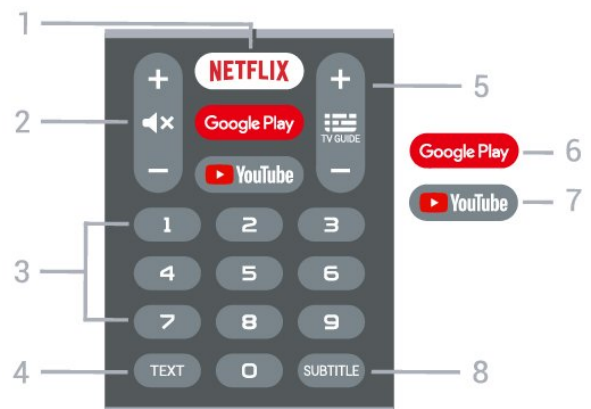 1
+ NETFLIX +
5
2 Google Play TV GUIDE
Google Play 6
- YouTube -
YouTube 7
1 2 3
3
4 5 6
7 8 9
4 TEXT 0 SUBTITLE 8